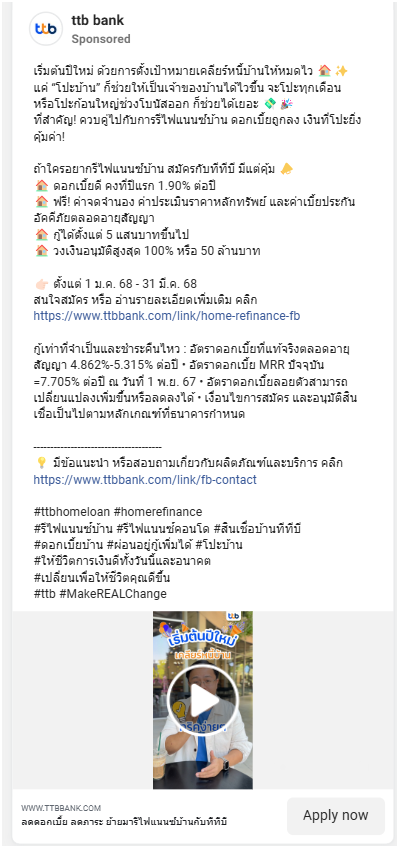 ttb bank
Sponsored
เริ่มต้นปีใหม่ ด้วยการตั้งเป้าหมายเคลียร์หนี้บ้านให้หมดไว 🏠 ✨
แค่ “โปะบ้าน” ก็ช่วยให้เป็นเจ้าของบ้านได้ไวขึ้น จะโปะทุกเดือน
หรือโปะก้อนใหญ่ช่วงโบนัสออก ก็ช่วยได้เยอะ 💸 🎉
ที่สำคัญ! ควบคู่ไปกับการรีไฟแนนซ์บ้าน ดอกเบี้ยถูกลง เงินที่โปะยิ่ง
คุ้มค่า!
ถ้าใครอยากรีไฟแนนซ์บ้าน สมัครกับทีทีบี มีแต่คุ้ม 📣
🏠 ดอกเบี้ยดี คงที่ปีแรก 1.90% ต่อปี
🏠 ฟรี! ค่าจดจำนอง ค่าประเมินราคาหลักทรัพย์ และค่าเบี้ยประกัน
อัคคีภัยตลอดอายุสัญญา
🏠 กู้ได้ตั้งแต่ 5 แสนบาทขึ้นไป
🏠 วงเงินอนุมัติสูงสุด 100% หรือ 50 ล้านบาท
👉🏻 ตั้งแต่ 1 ม.ค. 68 - 31 มี.ค. 68
สนใจสมัคร หรือ อ่านรายละเอียดเพิ่มเติม คลิก
https://www.ttbbank.com/link/home-refinance-fb
กู้เท่าที่จำเป็นและชำระคืนไหว : อัตราดอกเบี้ยที่แท้จริงตลอดอายุ
สัญญา 4.862%-5.315% ต่อปี • อัตราดอกเบี้ย MRR ปัจจุบัน
=7.705% ต่อปี ณ วันที่ 1 พ.ย. 67 • อัตราดอกเบี้ยลอยตัวสามารถ
เปลี่ยนแปลงเพิ่มขึ้นหรือลดลงได้ • เงื่อนไขการสมัคร และอนุมัติสิน
เชื่อเป็นไปตามหลักเกณฑ์ที่ธนาคารกำหนด
--------------------------------------
💡 มีข้อแนะนำ หรือสอบถามเกี่ยวกับผลิตภัณฑ์และบริการ คลิก
https://www.ttbbank.com/link/fb-contact
#ttbhomeloan #homerefinance
#รีไฟแนนซ์บ้าน #รีไฟแนนซ์คอนโด #สินเชื่อบ้านทีทีบี
#ดอกเบี้ยบ้าน #ผ่อนอยู่กู้เพิ่มได้ #โปะบ้าน
#ให้ชีวิตการเงินดีทั้งวันนี้และอนาคต
#เปลี่ยนเพื่อให้ชีวิตคุณดีขึ้น
#ttb #MakeREALChange
ttb
เริ่มต้นปีใหม่
เคลียร์หนี้บ้าน
WWW.TTBBANK.COM
ลดดอกเบี้ย ลดภาระ ย้ายมารีไฟแนนซ์บ้านกับทีทีบี
Apply now